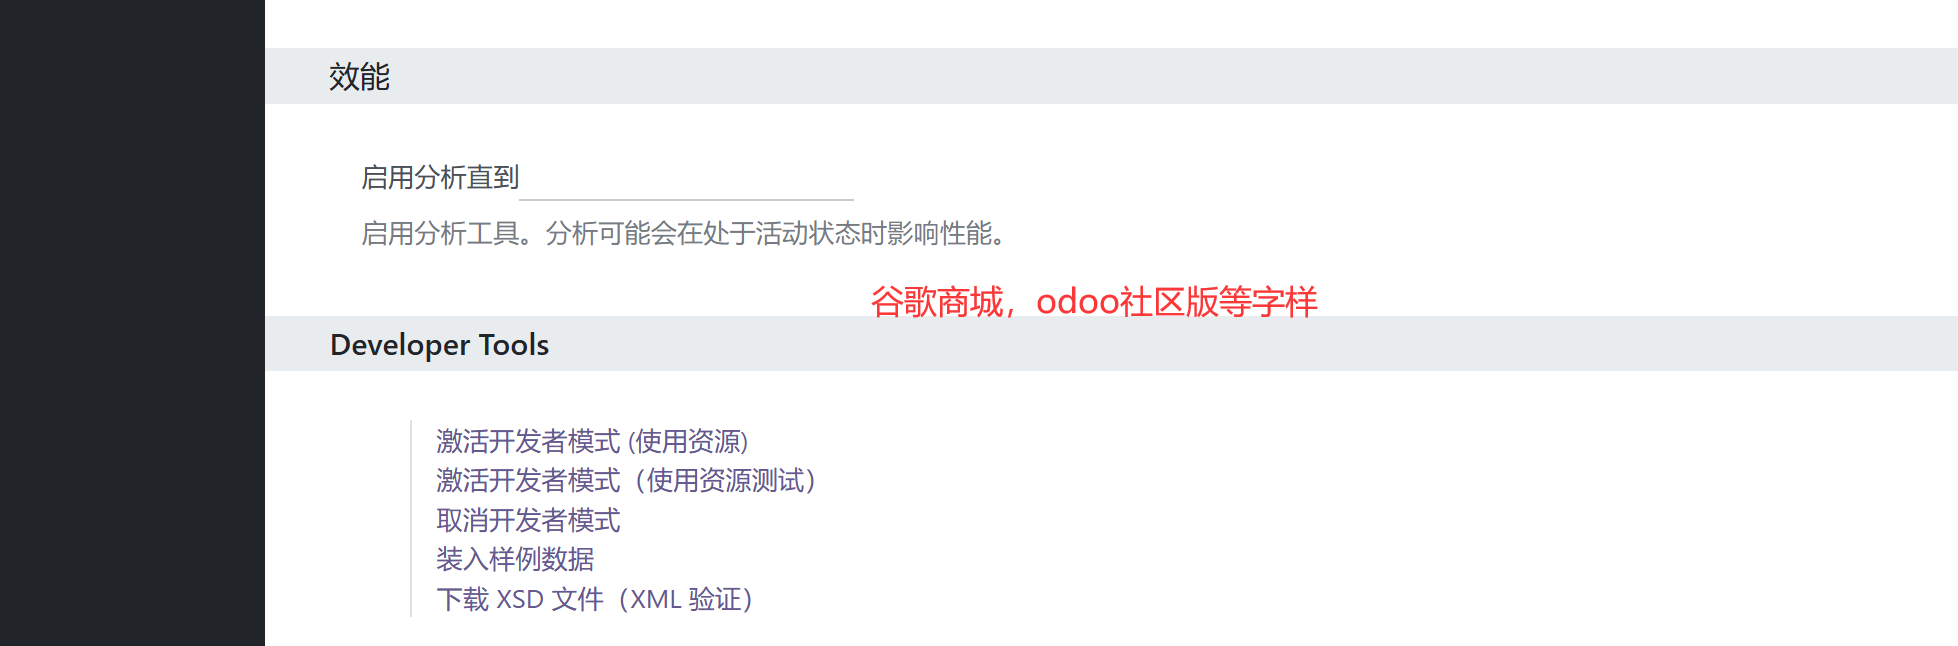 效能
启用分析直到
启用分析工具。分析可能会在处于活动状态时影响性能。
谷歌商城，odoo社区版等字样
Developer Tools
激活开发者模式 (使用资源)
激活开发者模式（使用资源测试）
取消开发者模式
装入样例数据
下载 XSD 文件（XML 验证）